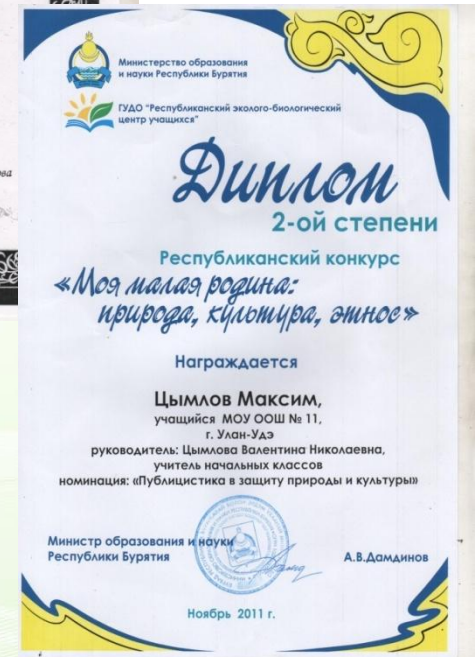 Министерство образования
и науки Республики Бурятия
ГУДО "Республиканский эколого-биологический
центр учащихся"
Диплом
2-ой степени
Республиканский конкурс
«Моя малая родина:
природа, культура, этнос»
Награждается
Цымлов Максим,
учащийся МОУ ООШ № 11,
г. Улан-Удэ
руководитель: Цымлова Валентина Николаевна,
учитель начальных классов
номинация: «Публицистика в защиту природы и культуры»
Министр образования и науки
Республики Бурятия
А.В.Дамдинов
Ноябрь 2011 г.